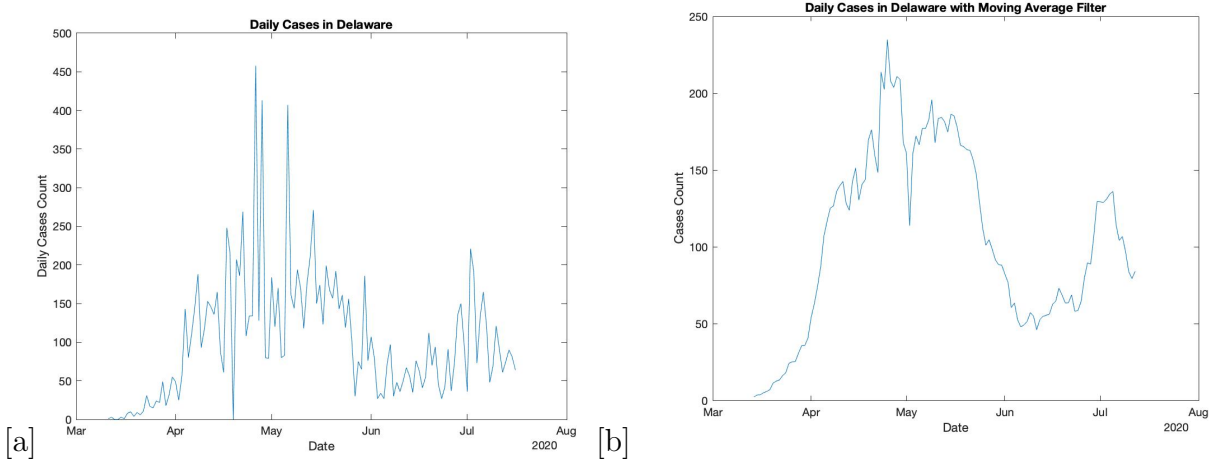 Daily Cases in Delaware
500
450
400
350
300
250
200
150
100
50
0
Daily Cases Count
Mar Apr May Jun Jul Aug
Date
2020
[a]
Daily Cases in Delaware with Moving Average Filter
250
200
150
100
50
0
Cases Count
Mar Apr May Jun Jul Aug
Date
2020
[b]